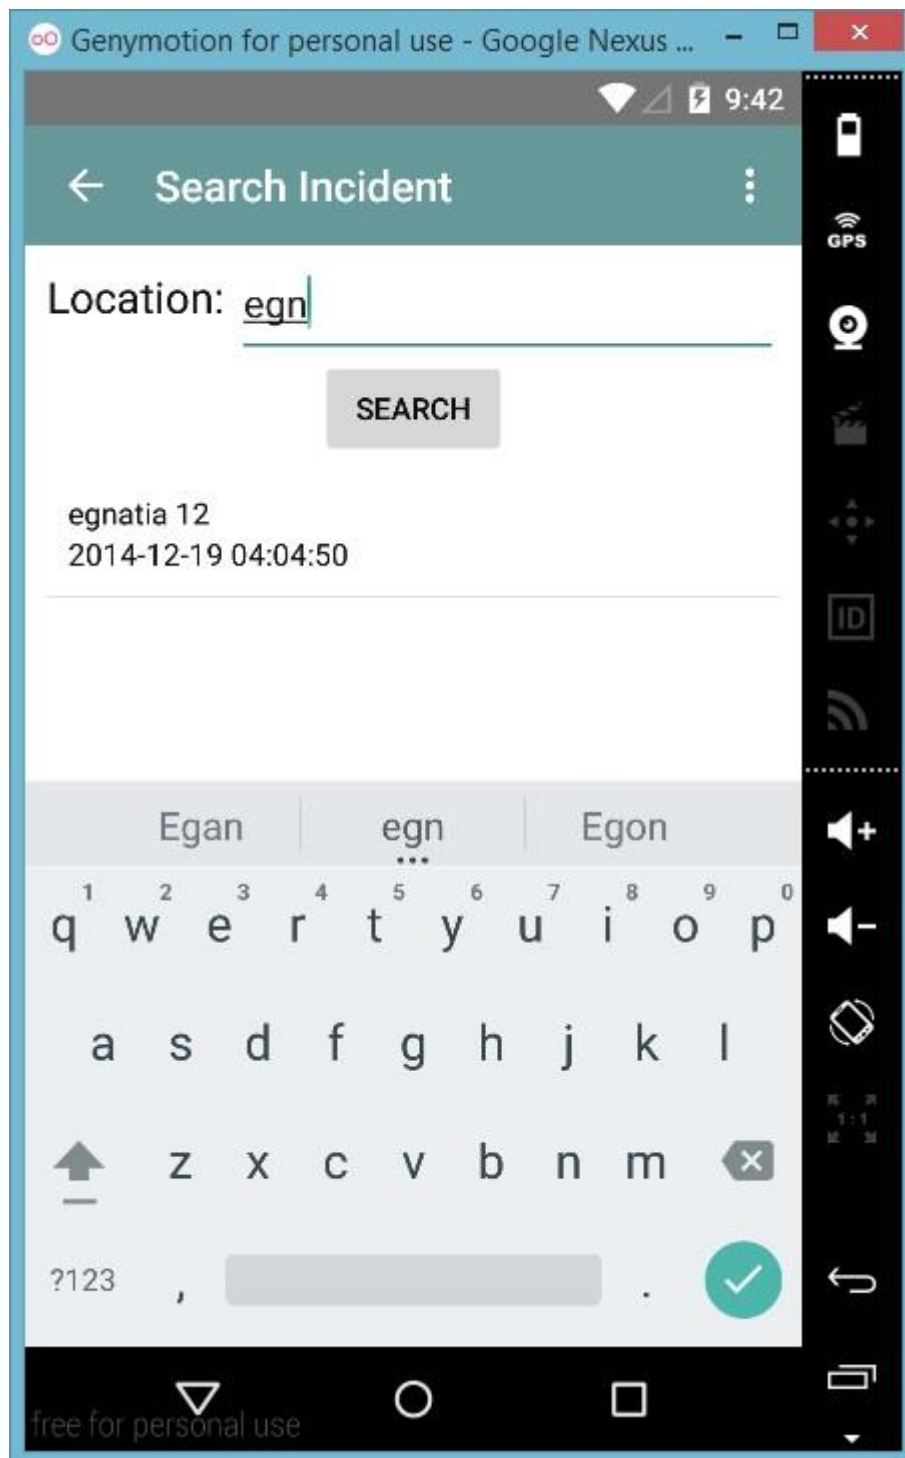 Genymotion for personal use - Google Nexus ...
9:42
Search Incident
GPS
Location: egn
SEARCH
egnatia 12
2014-12-19 04:04:50
ID
Egan egn Egon
1 2 3 4 5 6 7 8 9 0
q w e r t y u i o p
a s d f g h j k l
1:1
z x c v b n m
?123 , .
free for personal use